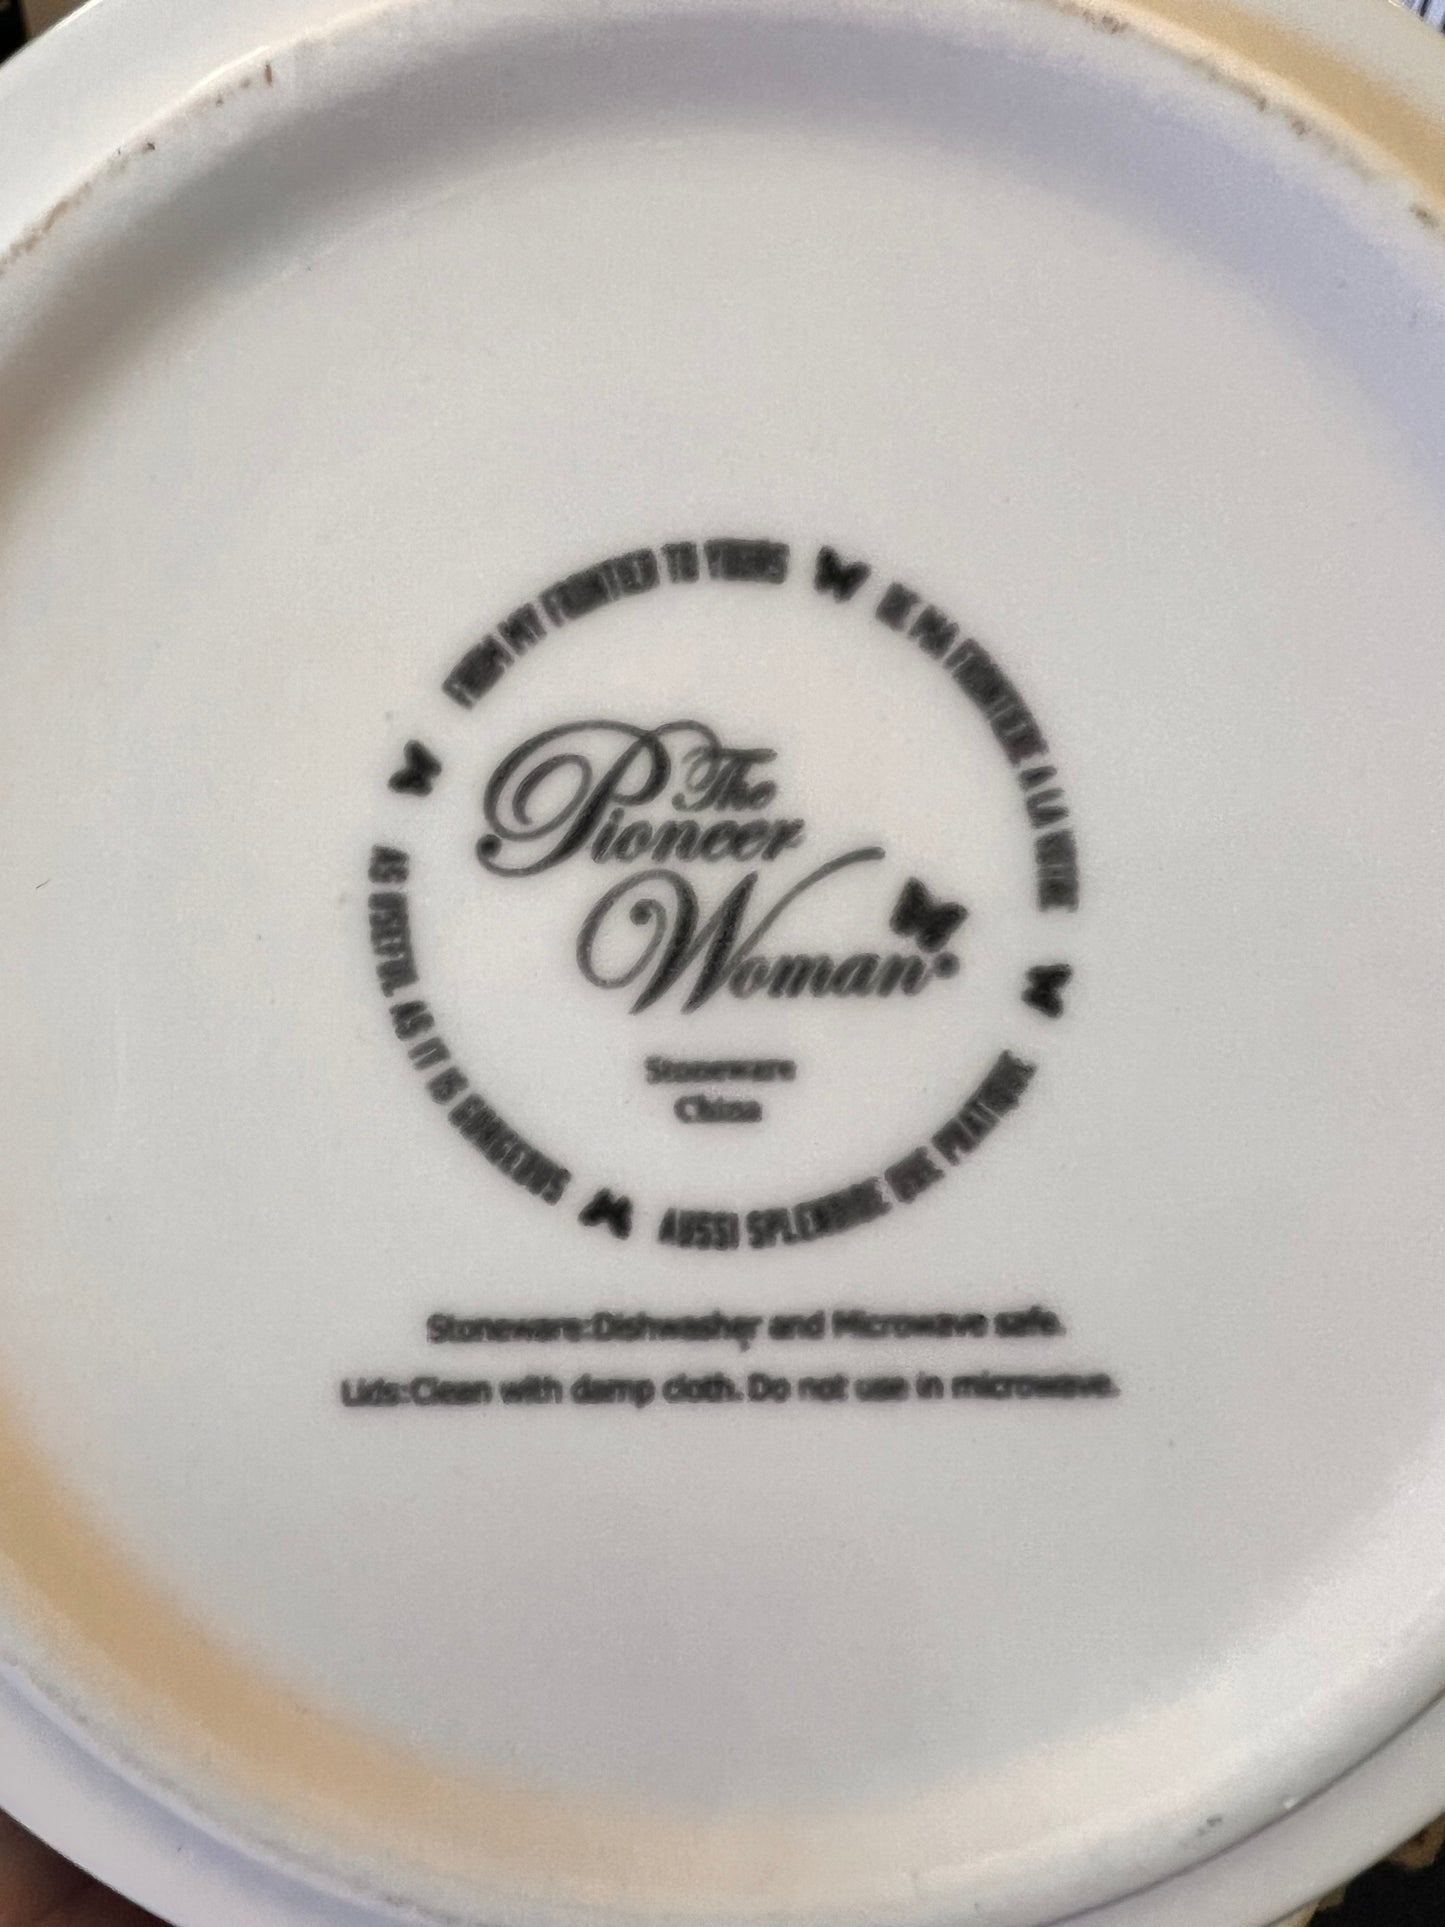 FROM MY FRONTIER TO YOURS
DE MA FRONTIERE A LA VOTRE
AUSSI SPLENDIDE QUE PRATIQUE
AS USEFUL AS IT IS GORGEOUS
The
Pioneer
Woman®
Stoneware
China
Stoneware:Dishwasher and Microwave safe.
Lids:Clean with damp cloth. Do not use in microwave.